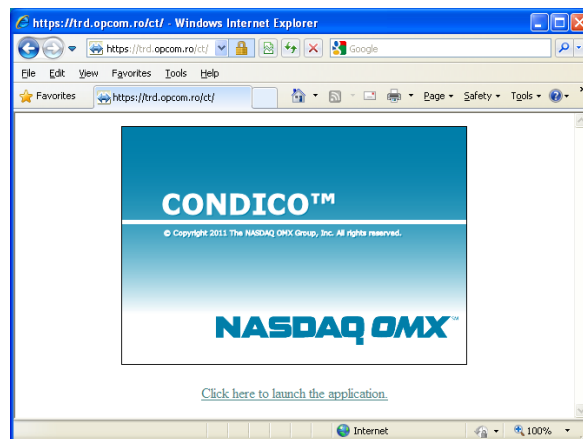 https://trd.opcom.ro/ct/ - Windows Internet Explorer
https://trd.opcom.ro/ct/ Google
File Edit View Favorites Tools Help
Favorites https://trd.opcom.ro/ct/ Page Safety Tools »
CONDICO™
© Copyright 2011 The NASDAQ OMX Group, Inc. All rights reserved.
NASDAQ OMX™
Click here to launch the application.
Internet 100%